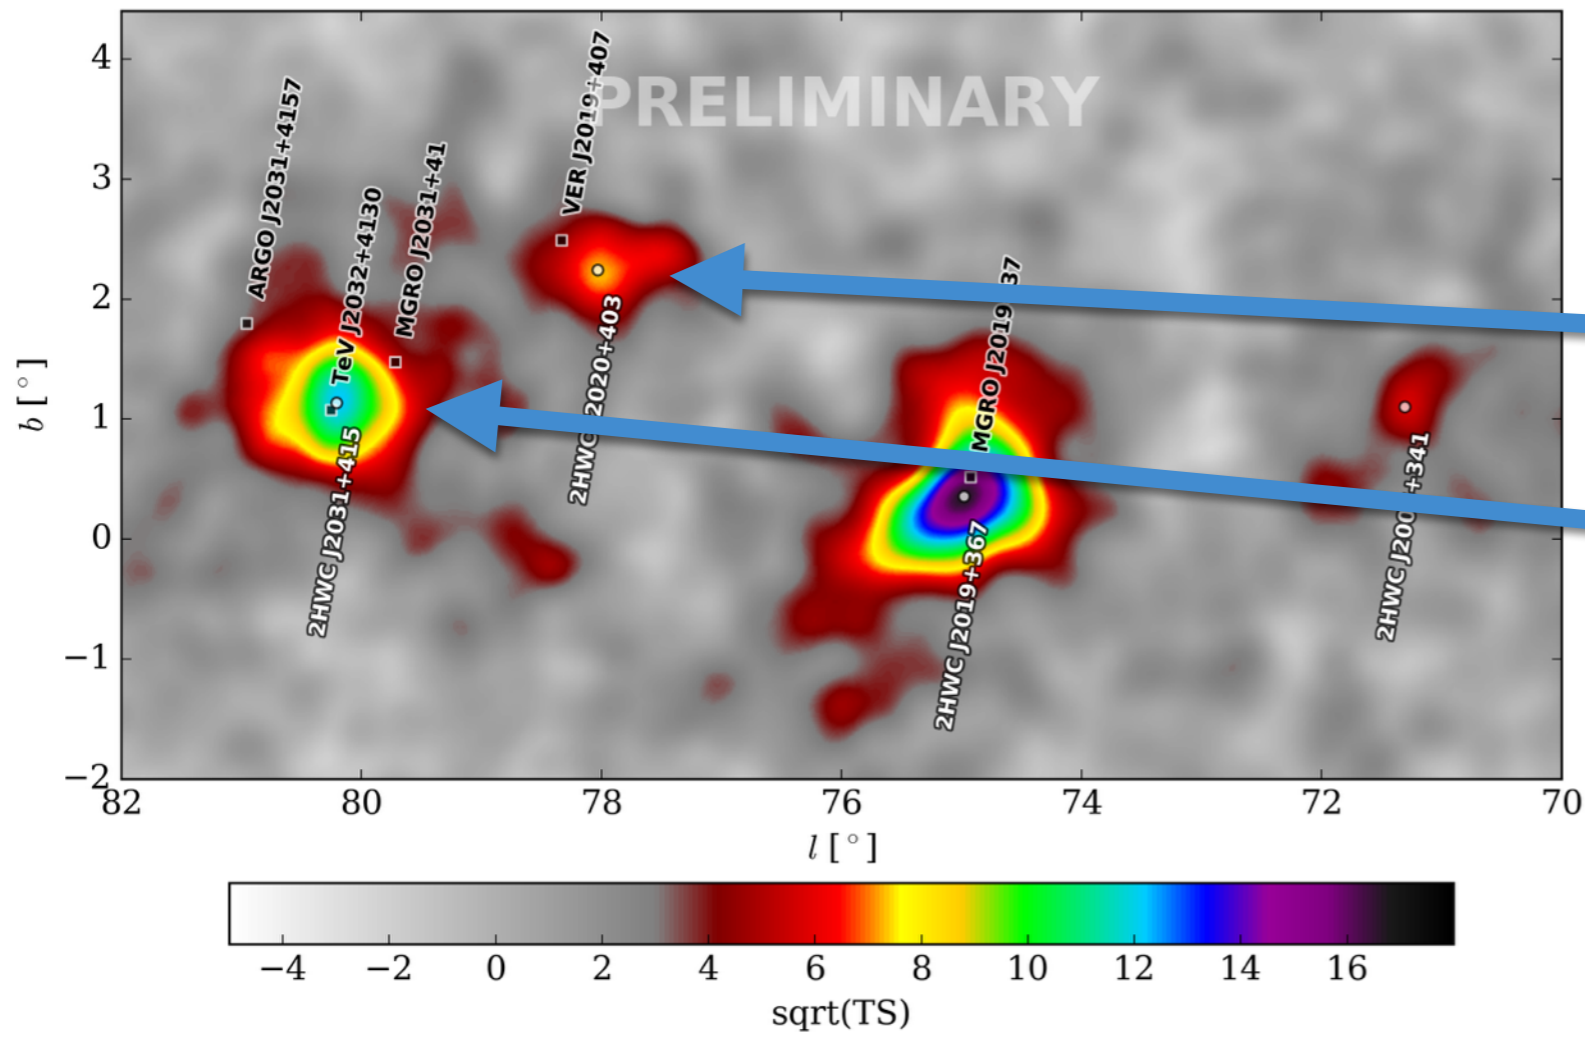 PRELIMINARY
ARGO J2031+4157
TeV J2032+4130
MGRO J2031+41
VER J2019+407
MGRO J2019 37
2HWC J2031+415
2HWC 2020+403
2HWC J2019+367
2HWC J200 +341
b [°]
4
3
2
1
0
−1
−2
82 80 78 76 74 72 70
l [°]
−4 −2 0 2 4 6 8 10 12 14 16
sqrt(TS)